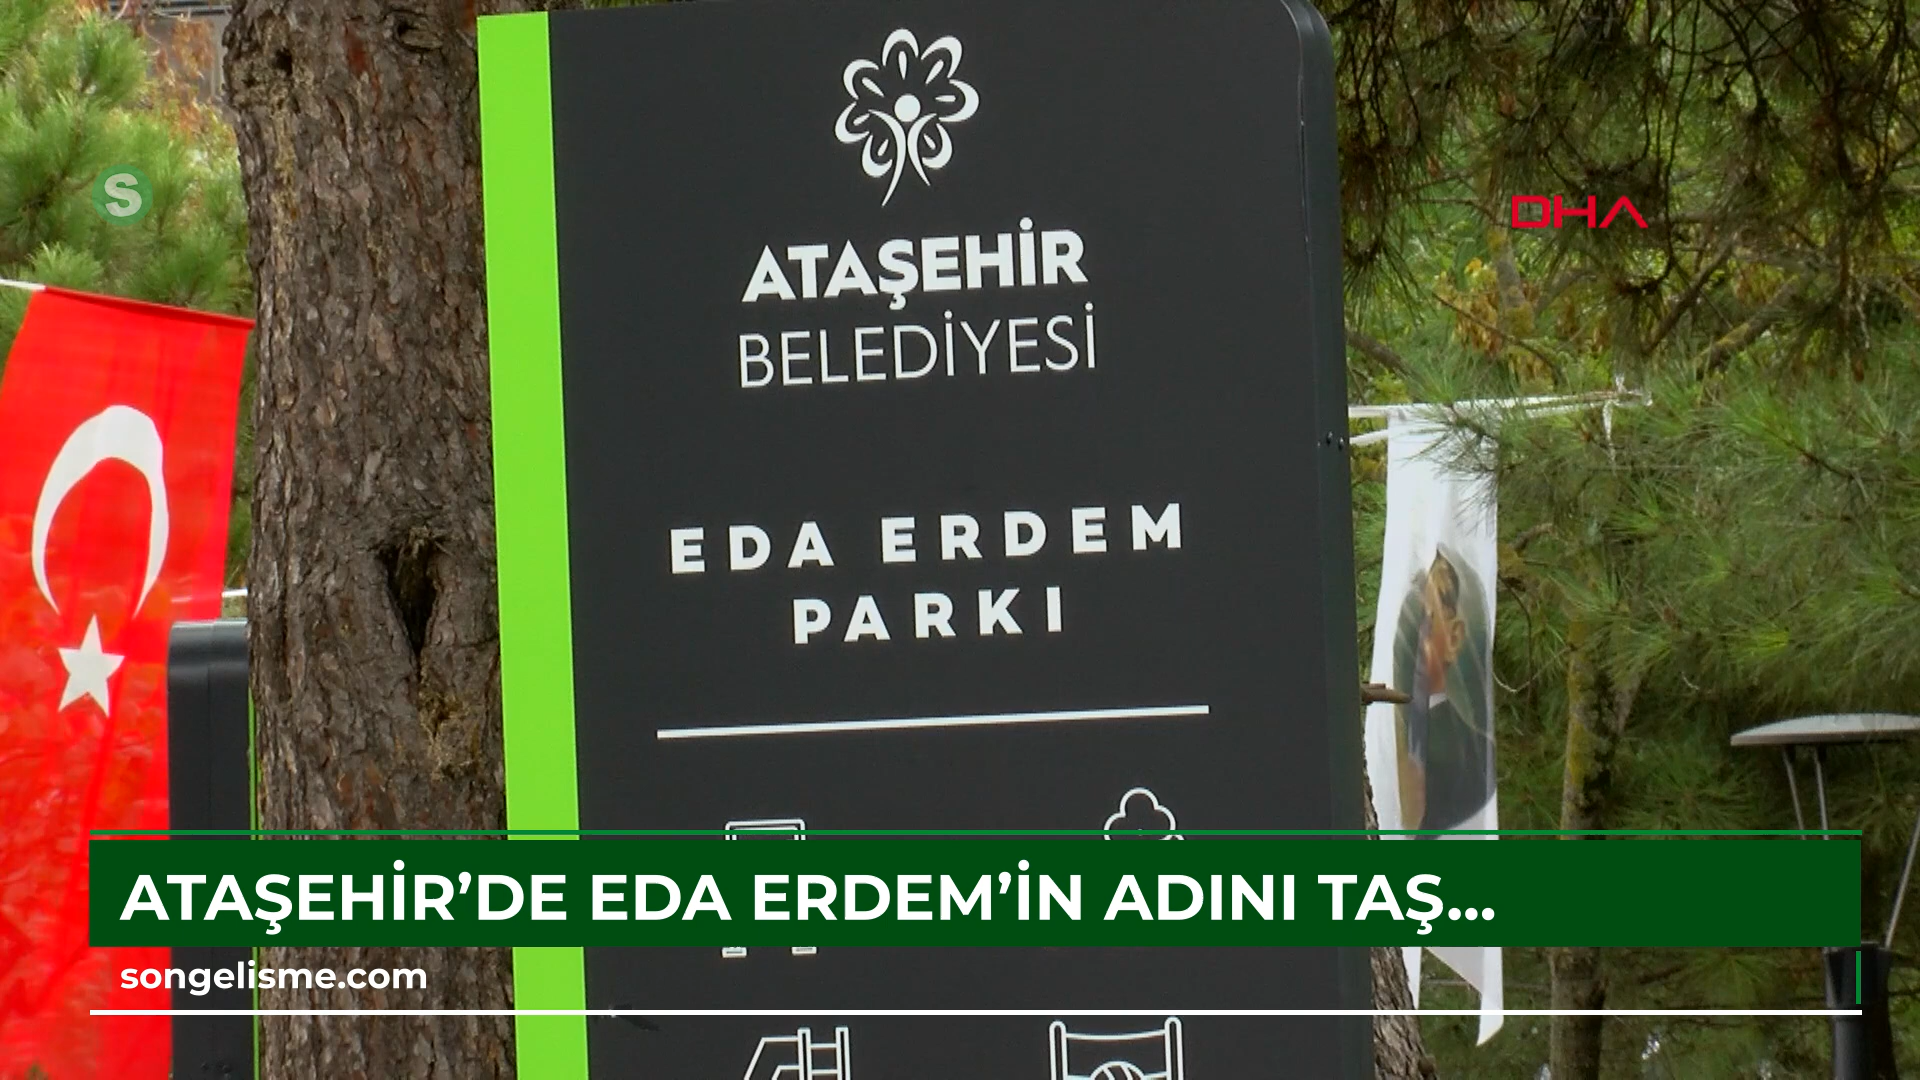 S
DHA
ATAŞEHİR
BELEDİYESİ
EDA ERDEM
PARKI
ATAŞEHİR’DE EDA ERDEM’İN ADINI TAŞ...
songelisme.com